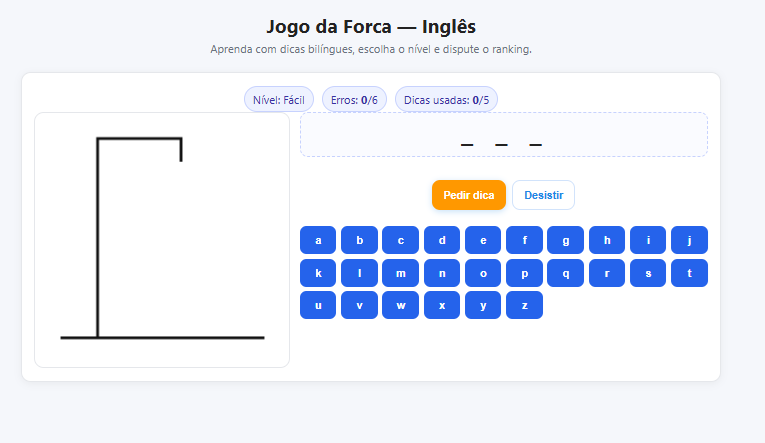 Jogo da Forca — Inglês
Aprenda com dicas bilíngues, escolha o nível e dispute o ranking.
Nível: Fácil Erros: 0/6 Dicas usadas: 0/5
_ _ _
Pedir dica Desistir
a b c d e f g h i j
k l m n o p q r s t
u v w x y z